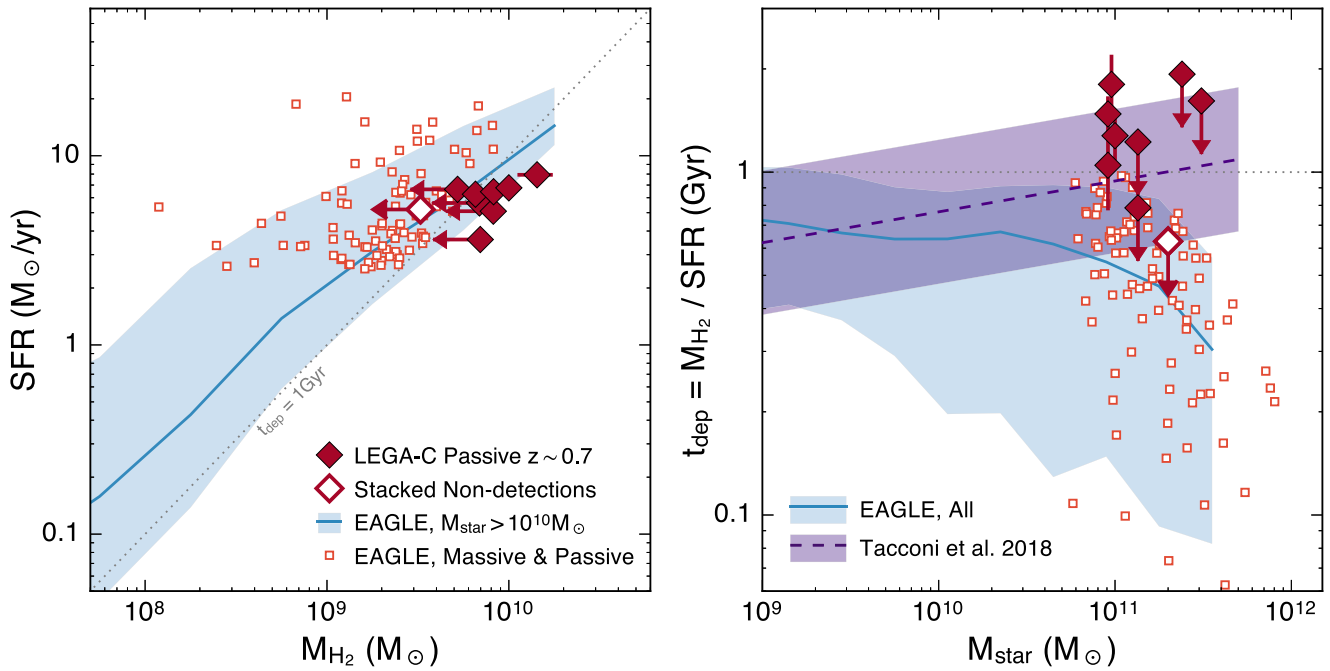 10
1
0.1
SFR (M⊙/yr)
10⁸
10⁹
10¹⁰
M_H₂ (M⊙)
t_dep = 1Gyr
LEGA-C Passive z ~ 0.7
Stacked Non-detections
EAGLE, M_star > 10¹⁰M⊙
EAGLE, Massive & Passive
1
0.1
t_dep = M_H₂ / SFR (Gyr)
10⁹
10¹⁰
10¹¹
10¹²
M_star (M⊙)
EAGLE, All
Tacconi et al. 2018